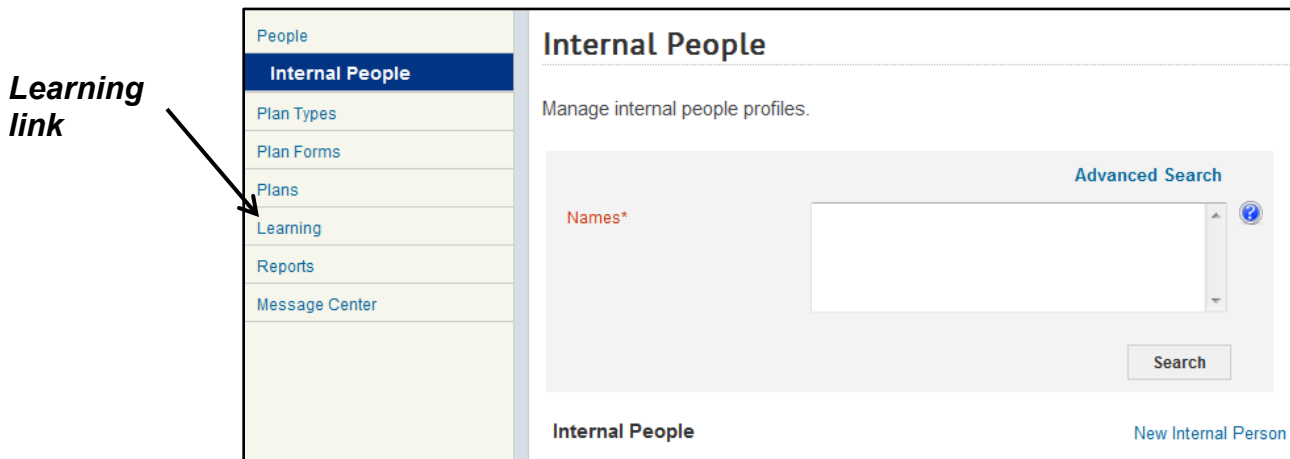 Learning
link
People
Internal People
Plan Types
Plan Forms
Plans
Learning
Reports
Message Center
Internal People
Manage internal people profiles.
Advanced Search
Names*
?
Search
Internal People
New Internal Person